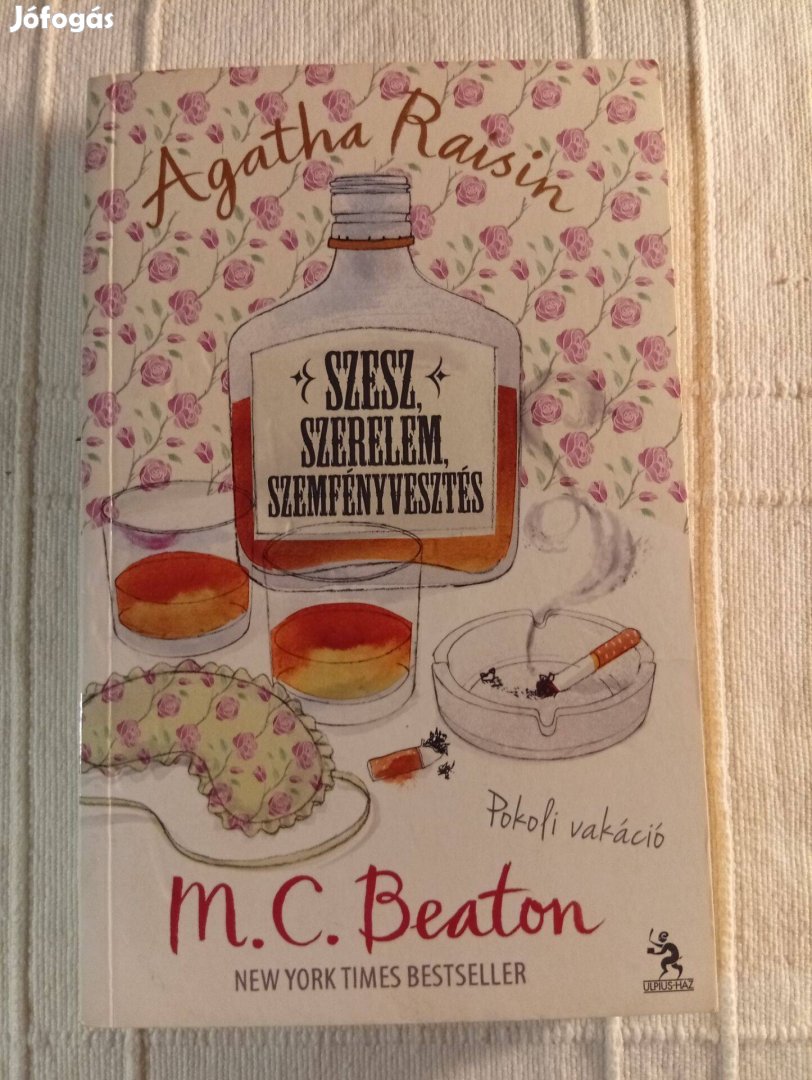 Jófogás
Agatha Raisin
SZESZ,
SZERELEM,
SZEMFÉNYVESZTÉS
Pokoli vakáció
M.C. Beaton
NEW YORK TIMES BESTSELLER
ULPIUS-HÁZ